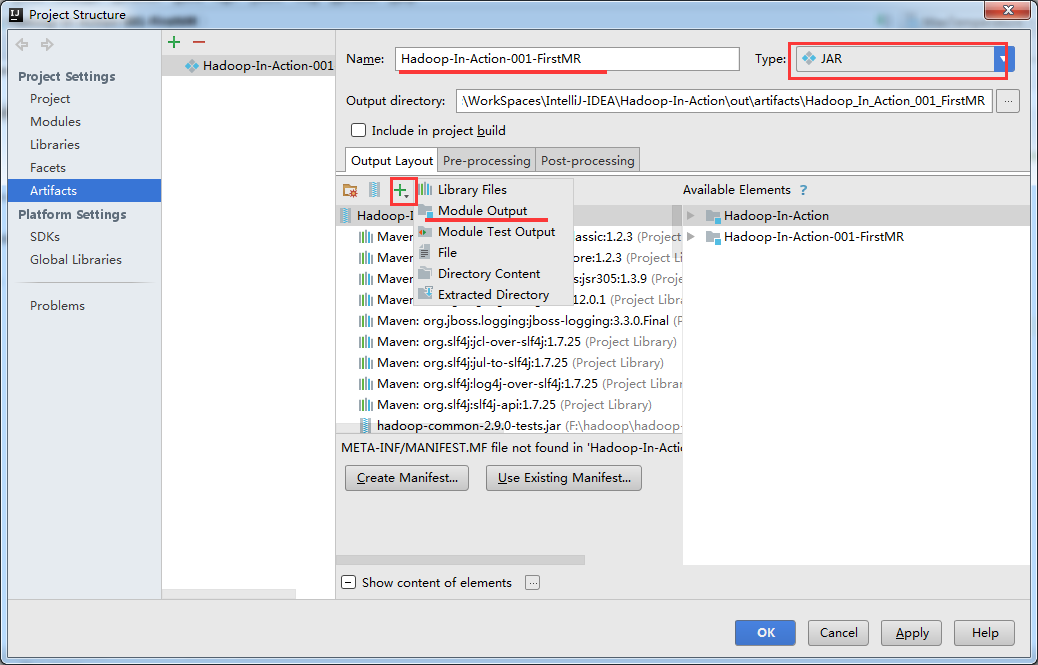 Project Structure
Project Settings
Project
Modules
Libraries
Facets
Artifacts
Platform Settings
SDKs
Global Libraries
Problems
Hadoop-In-Action-001
Name: Hadoop-In-Action-001-FirstMR Type: JAR
Output directory: \WorkSpaces\IntelliJ-IDEA\Hadoop-In-Action\out\artifacts\Hadoop_In_Action_001_FirstMR ...
Include in project build
Output Layout Pre-processing Post-processing
Library Files
Module Output
Module Test Output
File
Directory Content
Extracted Directory
Hadoop-I
Maven assic:1.2.3 (Project
Maven ore:1.2.3 (Project Li
Maven s:jsr305:1.3.9 (Proje
Maven 12.0.1 (Project Libra
Maven: org.jboss.logging:jboss-logging:3.3.0.Final (P
Maven: org.slf4j:jcl-over-slf4j:1.7.25 (Project Library)
Maven: org.slf4j:jul-to-slf4j:1.7.25 (Project Library)
Maven: org.slf4j:log4j-over-slf4j:1.7.25 (Project Librar
Maven: org.slf4j:slf4j-api:1.7.25 (Project Library)
hadoop-common-2.9.0-tests.jar (F:\hadoop\hadoop-
META-INF/MANIFEST.MF file not found in 'Hadoop-In-Actio
Create Manifest... Use Existing Manifest...
Available Elements ?
Hadoop-In-Action
Hadoop-In-Action-001-FirstMR
Show content of elements ...
OK Cancel Apply Help